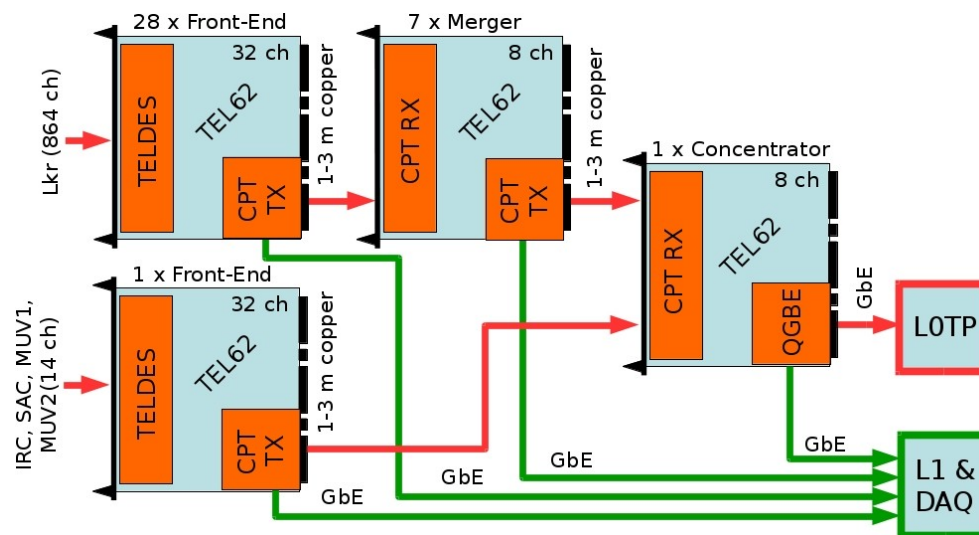 28 x Front-End
32 ch
TELDES
TEL62
CPT
TX
Lkr (864 ch)
1-3 m copper
7 x Merger
8 ch
CPT RX
TEL62
CPT
TX
1-3 m copper
1 x Concentrator
8 ch
CPT RX
TEL62
QGBE
GbE
L0TP
1 x Front-End
32 ch
TELDES
TEL62
CPT
TX
IRC, SAC, MUV1,
MUV2(14 ch)
1-3 m copper
GbE
GbE
GbE
GbE
L1 &
DAQ